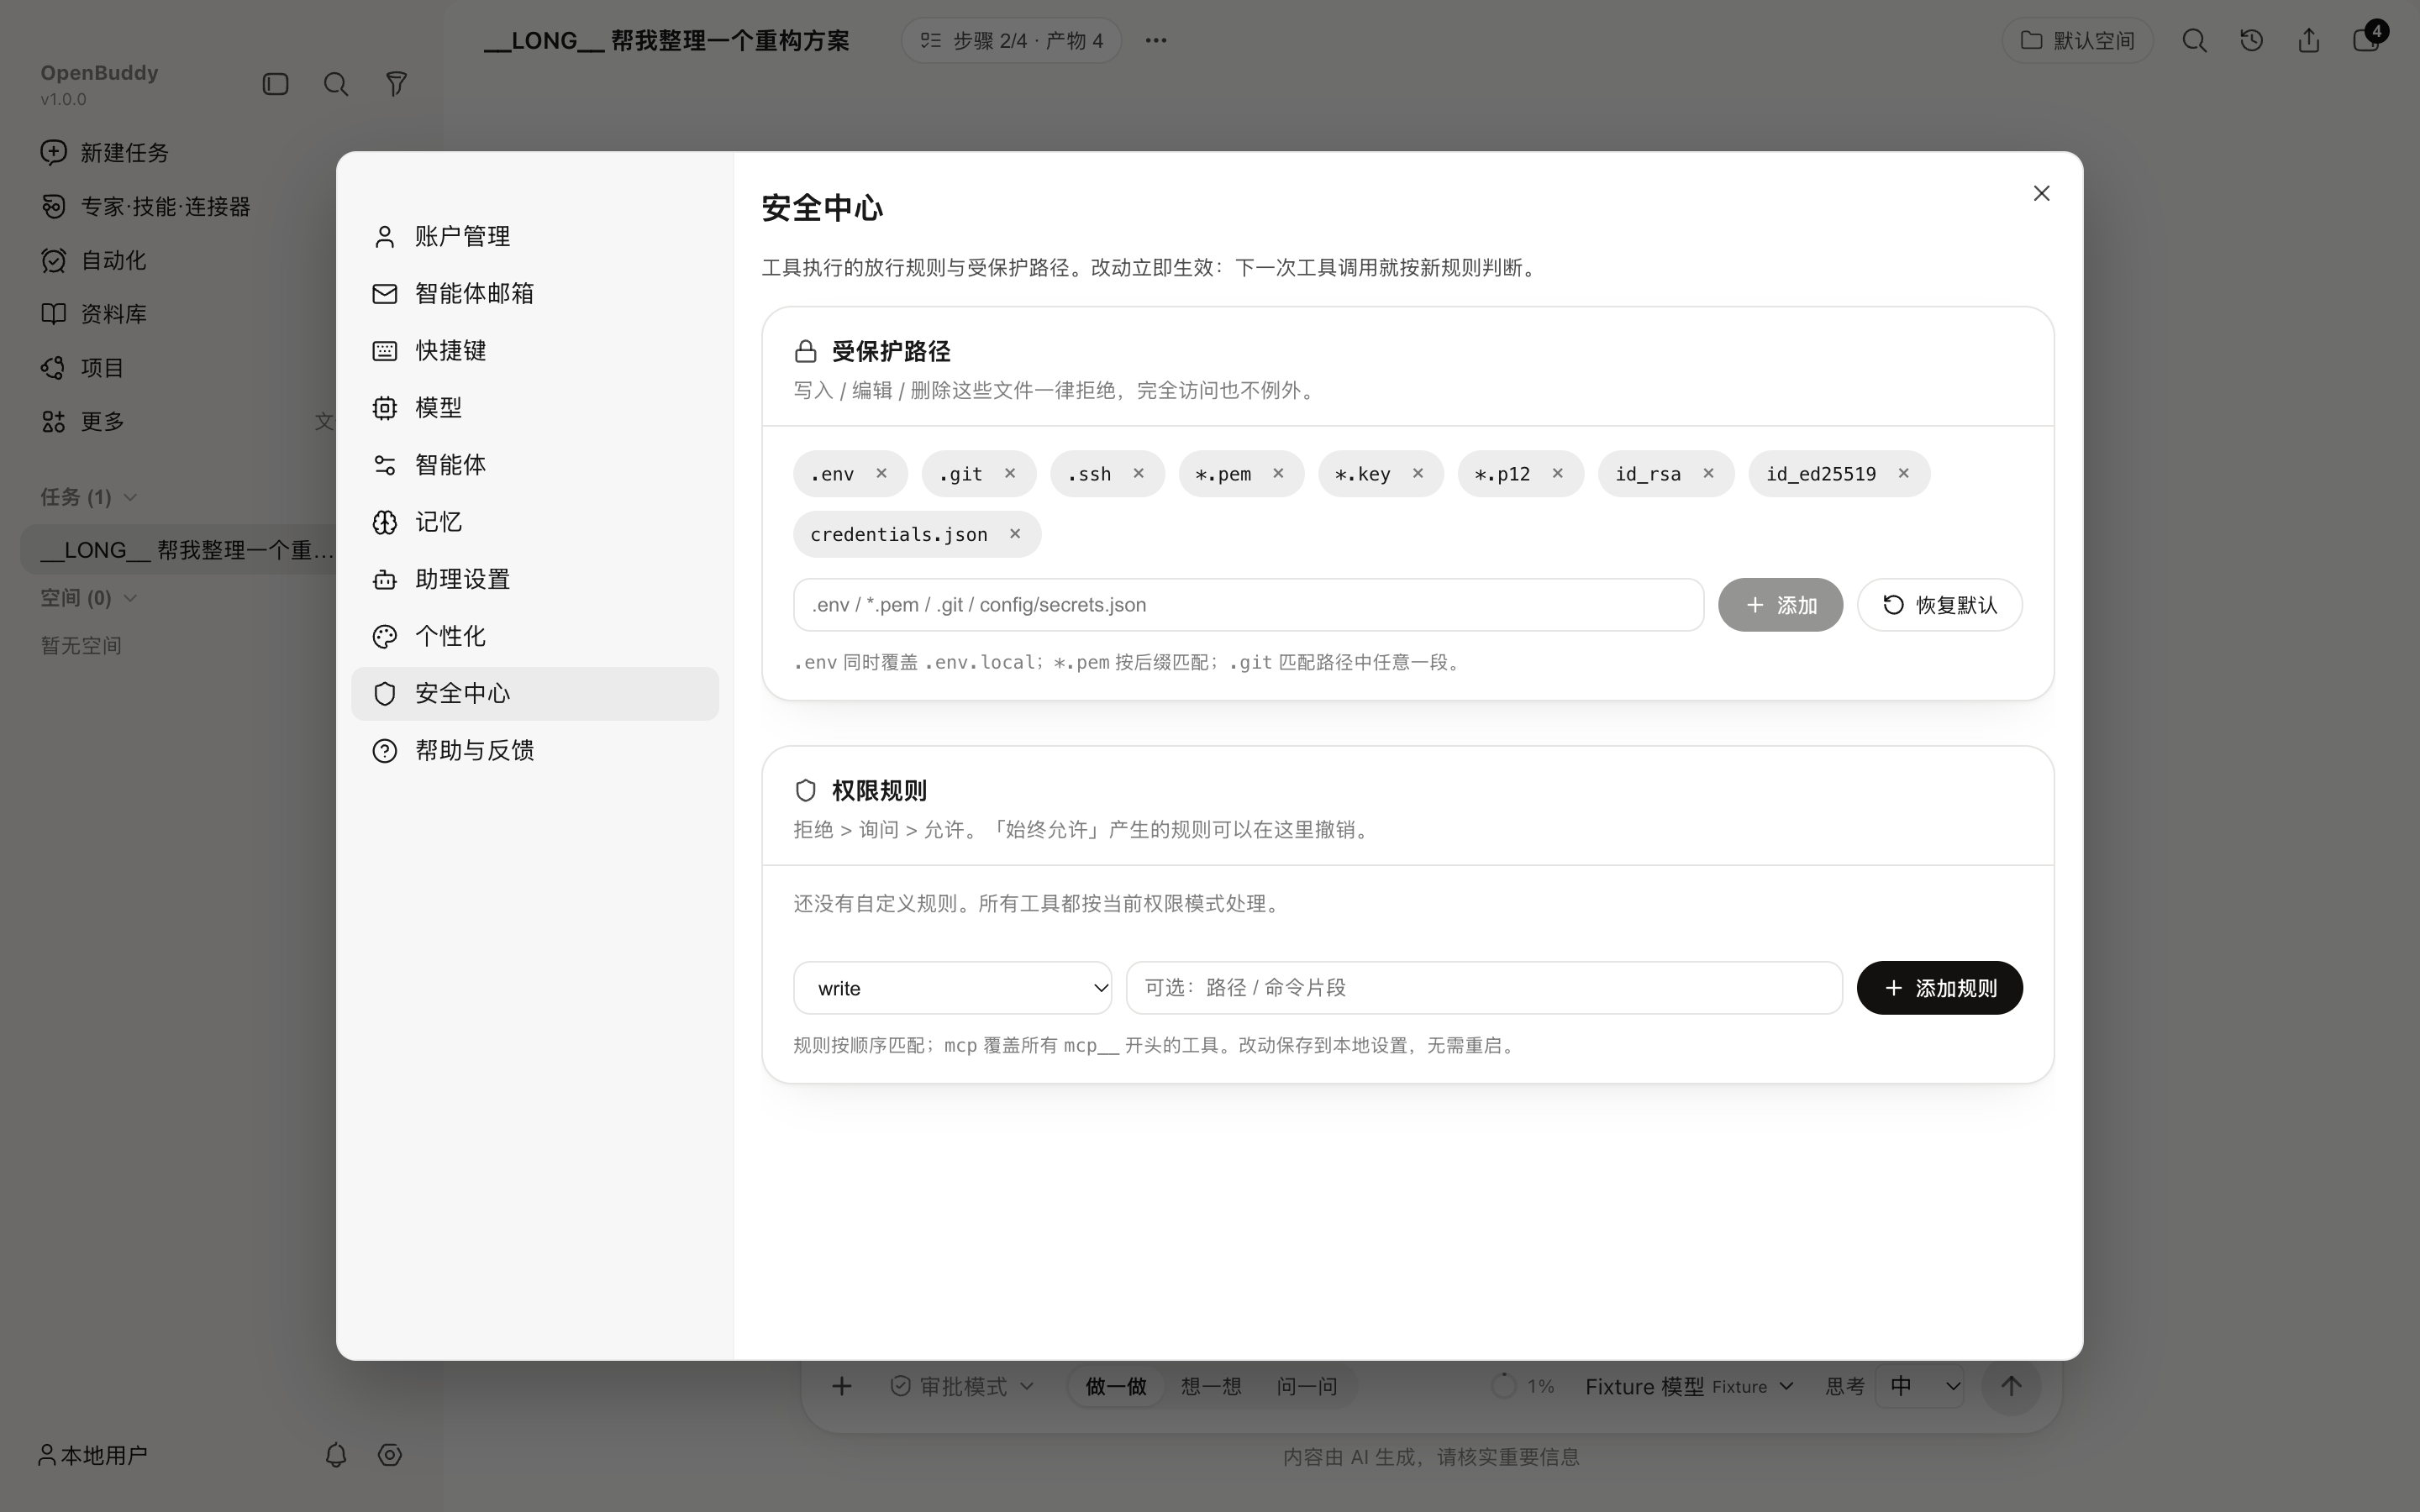 OpenBuddy
v1.0.0
新建任务
专家·技能·连接器
自动化
资料库
项目
更多
文
任务 (1)
__LONG__ 帮我整理一个重…
空间 (0)
暂无空间
本地用户
__LONG__ 帮我整理一个重构方案
步骤 2/4 · 产物 4
默认空间
4
账户管理
智能体邮箱
快捷键
模型
智能体
记忆
助理设置
个性化
安全中心
帮助与反馈
安全中心
工具执行的放行规则与受保护路径。改动立即生效：下一次工具调用就按新规则判断。
受保护路径
写入 / 编辑 / 删除这些文件一律拒绝，完全访问也不例外。
.env .git .ssh *.pem *.key *.p12 id_rsa id_ed25519
credentials.json
.env / *.pem / .git / config/secrets.json
添加
恢复默认
.env 同时覆盖 .env.local；*.pem 按后缀匹配；.git 匹配路径中任意一段。
权限规则
拒绝 > 询问 > 允许。「始终允许」产生的规则可以在这里撤销。
还没有自定义规则。所有工具都按当前权限模式处理。
write
可选：路径 / 命令片段
添加规则
规则按顺序匹配；mcp 覆盖所有 mcp__ 开头的工具。改动保存到本地设置，无需重启。
审批模式
做一做
想一想
问一问
1%
Fixture 模型 Fixture
思考
中
内容由 AI 生成，请核实重要信息